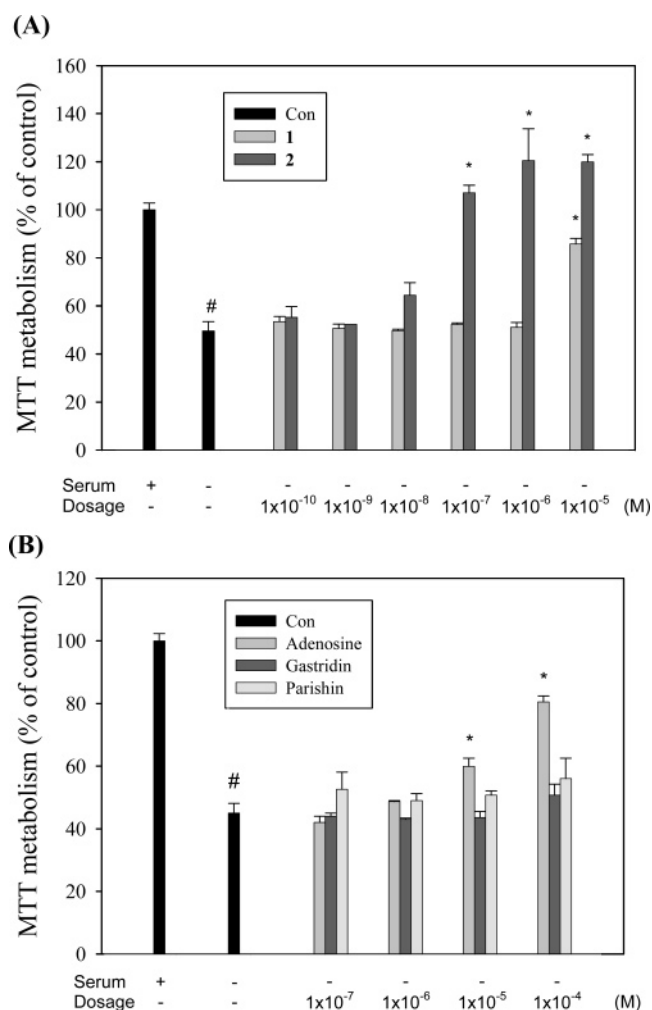 (A)
MTT metabolism (% of control)
160
140
120
100
80
60
40
20
0
Con
1
2
#
*
*
*
*
Serum + - - - - - - -
Dosage - - 1x10⁻¹⁰ 1x10⁻⁹ 1x10⁻⁸ 1x10⁻⁷ 1x10⁻⁶ 1x10⁻⁵ (M)
(B)
MTT metabolism (% of control)
120
100
80
60
40
20
0
Con
Adenosine
Gastridin
Parishin
#
*
*
Serum + - - - - -
Dosage - - 1x10⁻⁷ 1x10⁻⁶ 1x10⁻⁵ 1x10⁻⁴ (M)